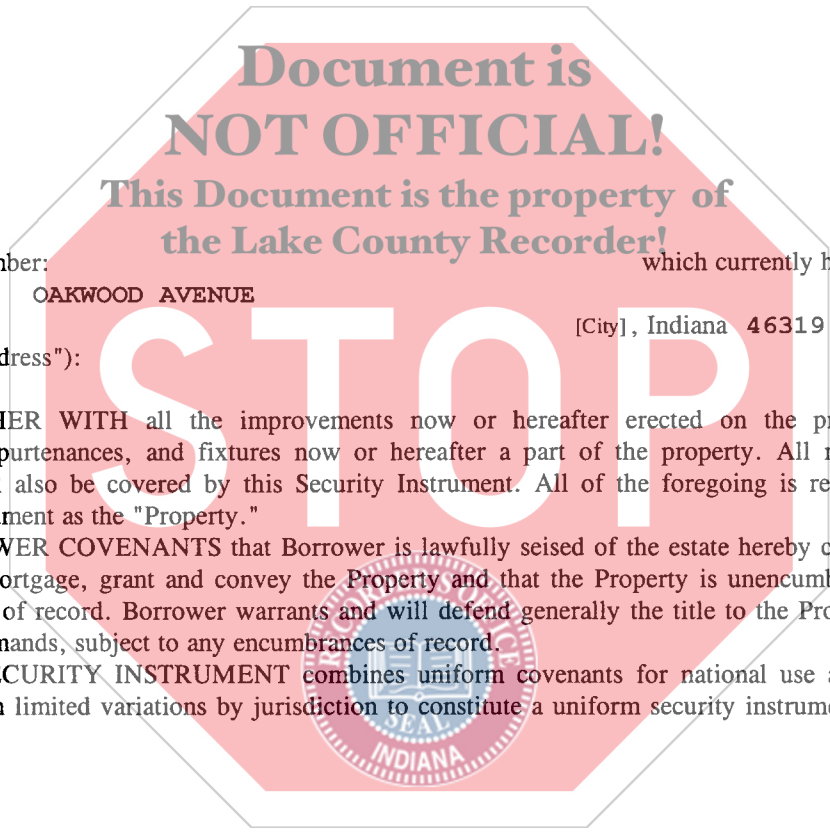 Document is
NOT OFFICIAL!
This Document is the property of
the Lake County Recorder!
nber: which currently h
OAKWOOD AVENUE
[City], Indiana 46319
dress"):
STOP
HER WITH all the improvements now or hereafter erected on the pr
purtenances, and fixtures now or hereafter a part of the property. All r
also be covered by this Security Instrument. All of the foregoing is re
ment as the "Property."
WER COVENANTS that Borrower is lawfully seised of the estate hereby c
ortgage, grant and convey the Property and that the Property is unencumb
of record. Borrower warrants and will defend generally the title to the Pro
mands, subject to any encumbrances of record.
ECURITY INSTRUMENT combines uniform covenants for national use a
limited variations by jurisdiction to constitute a uniform security instrume
RECORDER'S OFFICE
SEAL
INDIANA